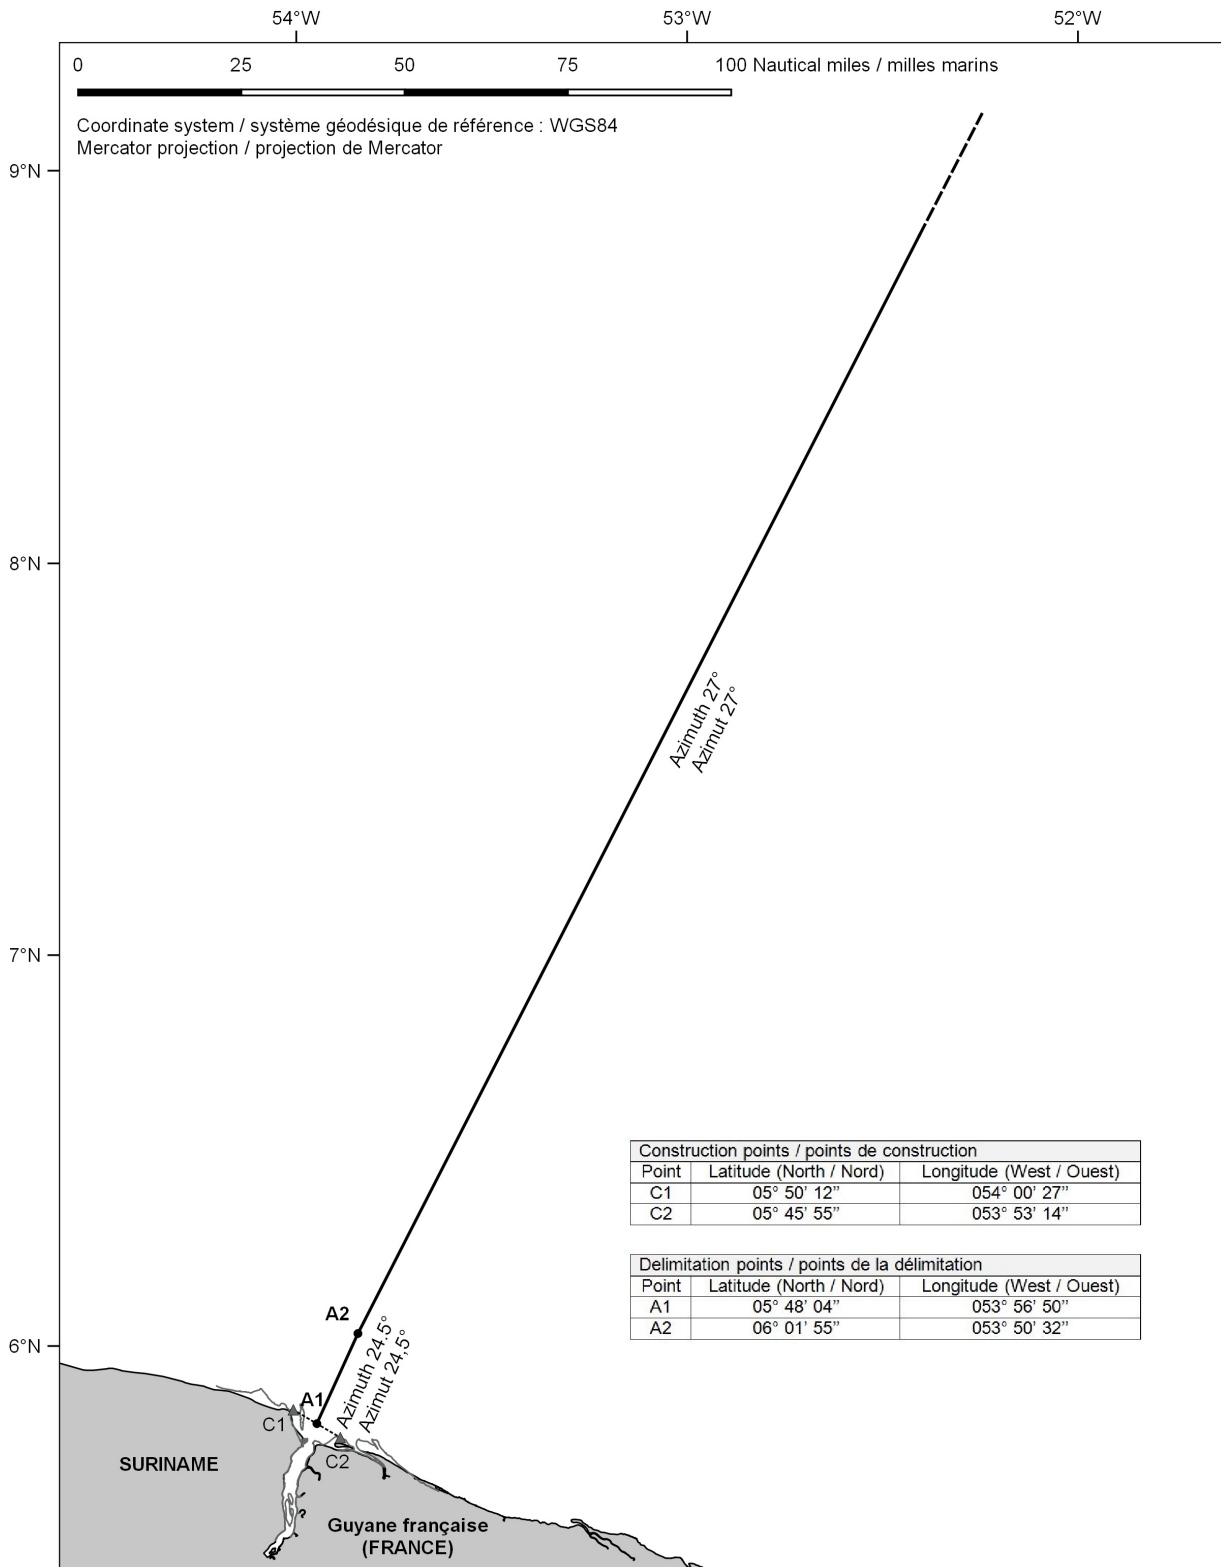 54°W 53°W 52°W
0 25 50 75 100 Nautical miles / milles marins
Coordinate system / système géodésique de référence : WGS84
Mercator projection / projection de Mercator
9°N
8°N
Azimuth 27°
Azimut 27°
7°N
Construction points / points de construction
Point Latitude (North / Nord) Longitude (West / Ouest)
C1 05° 50' 12” 054° 00' 27”
C2 05° 45' 55” 053° 53' 14”
Delimitation points / points de la délimitation
Point Latitude (North / Nord) Longitude (West / Ouest)
A1 05° 48' 04” 053° 56' 50”
A2 06° 01' 55” 053° 50' 32”
A2
6°N
Azimuth 24.5°
Azimut 24,5°
A1
C1
C2
SURINAME
Guyane française
(FRANCE)